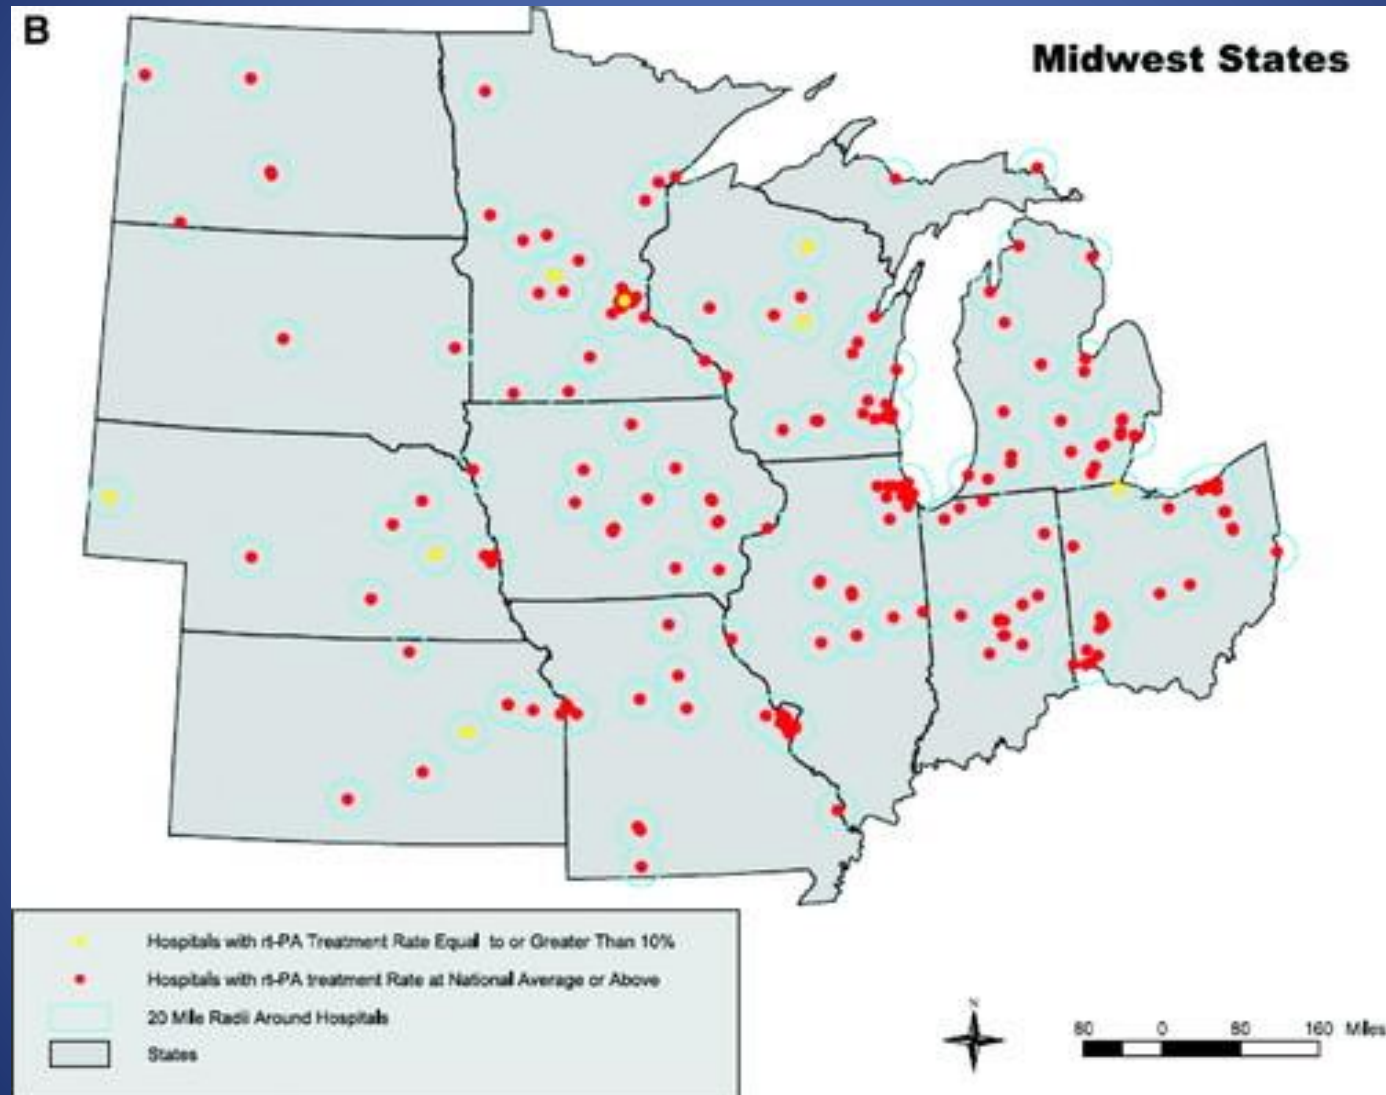 B
Midwest States
Hospitals with rt-PA Treatment Rate Equal to or Greater Than 10%
Hospitals with rt-PA treatment Rate at National Average or Above
20 Mile Radii Around Hospitals
States
N
80 0 80 160 Miles